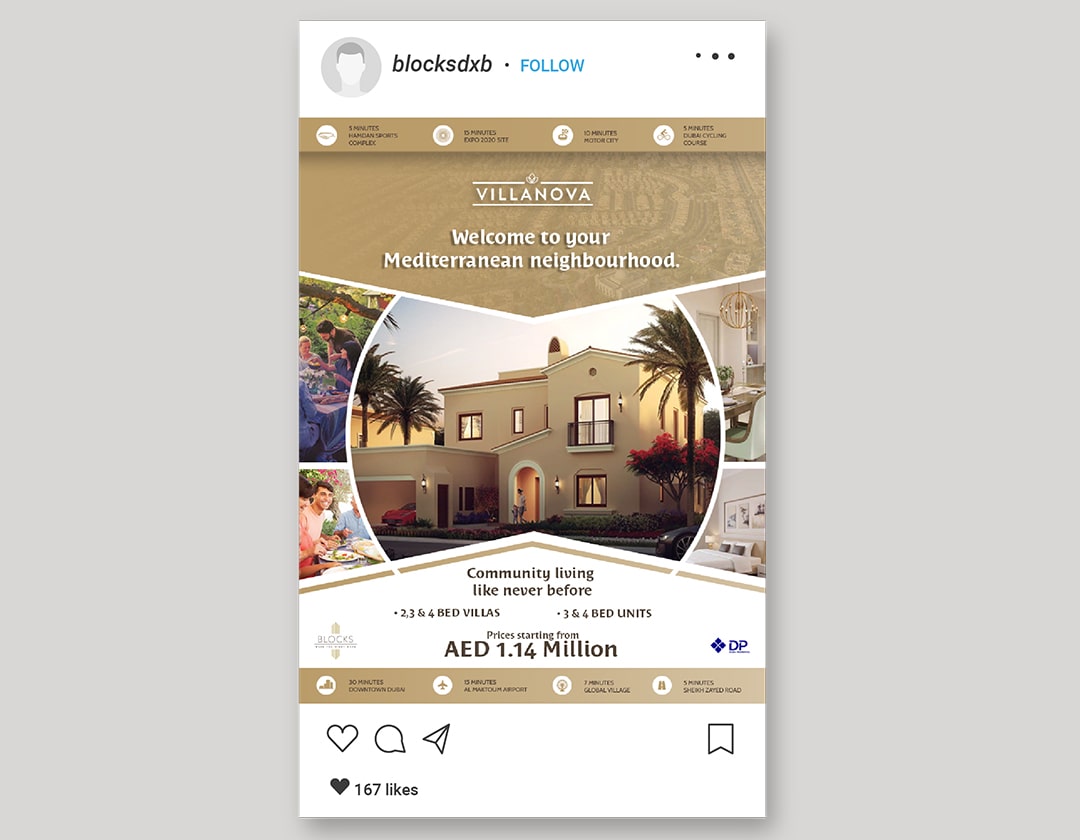 blocksdxb • FOLLOW
5 MINUTES
HAMDAN SPORTS
COMPLEX
15 MINUTES
EXPO 2020 SITE
10 MINUTES
MOTOR CITY
5 MINUTES
DUBAI CYCLING
COURSE
VILLANOVA
Welcome to your
Mediterranean neighbourhood.
Community living
like never before
• 2,3 & 4 BED VILLAS
• 3 & 4 BED UNITS
Prices starting from
AED 1.14 Million
BLOCKS
DP
30 MINUTES
DOWNTOWN DUBAI
15 MINUTES
AL MAKTOUM AIRPORT
7 MINUTES
GLOBAL VILLAGE
5 MINUTES
SHEIKH ZAYED ROAD
167 likes